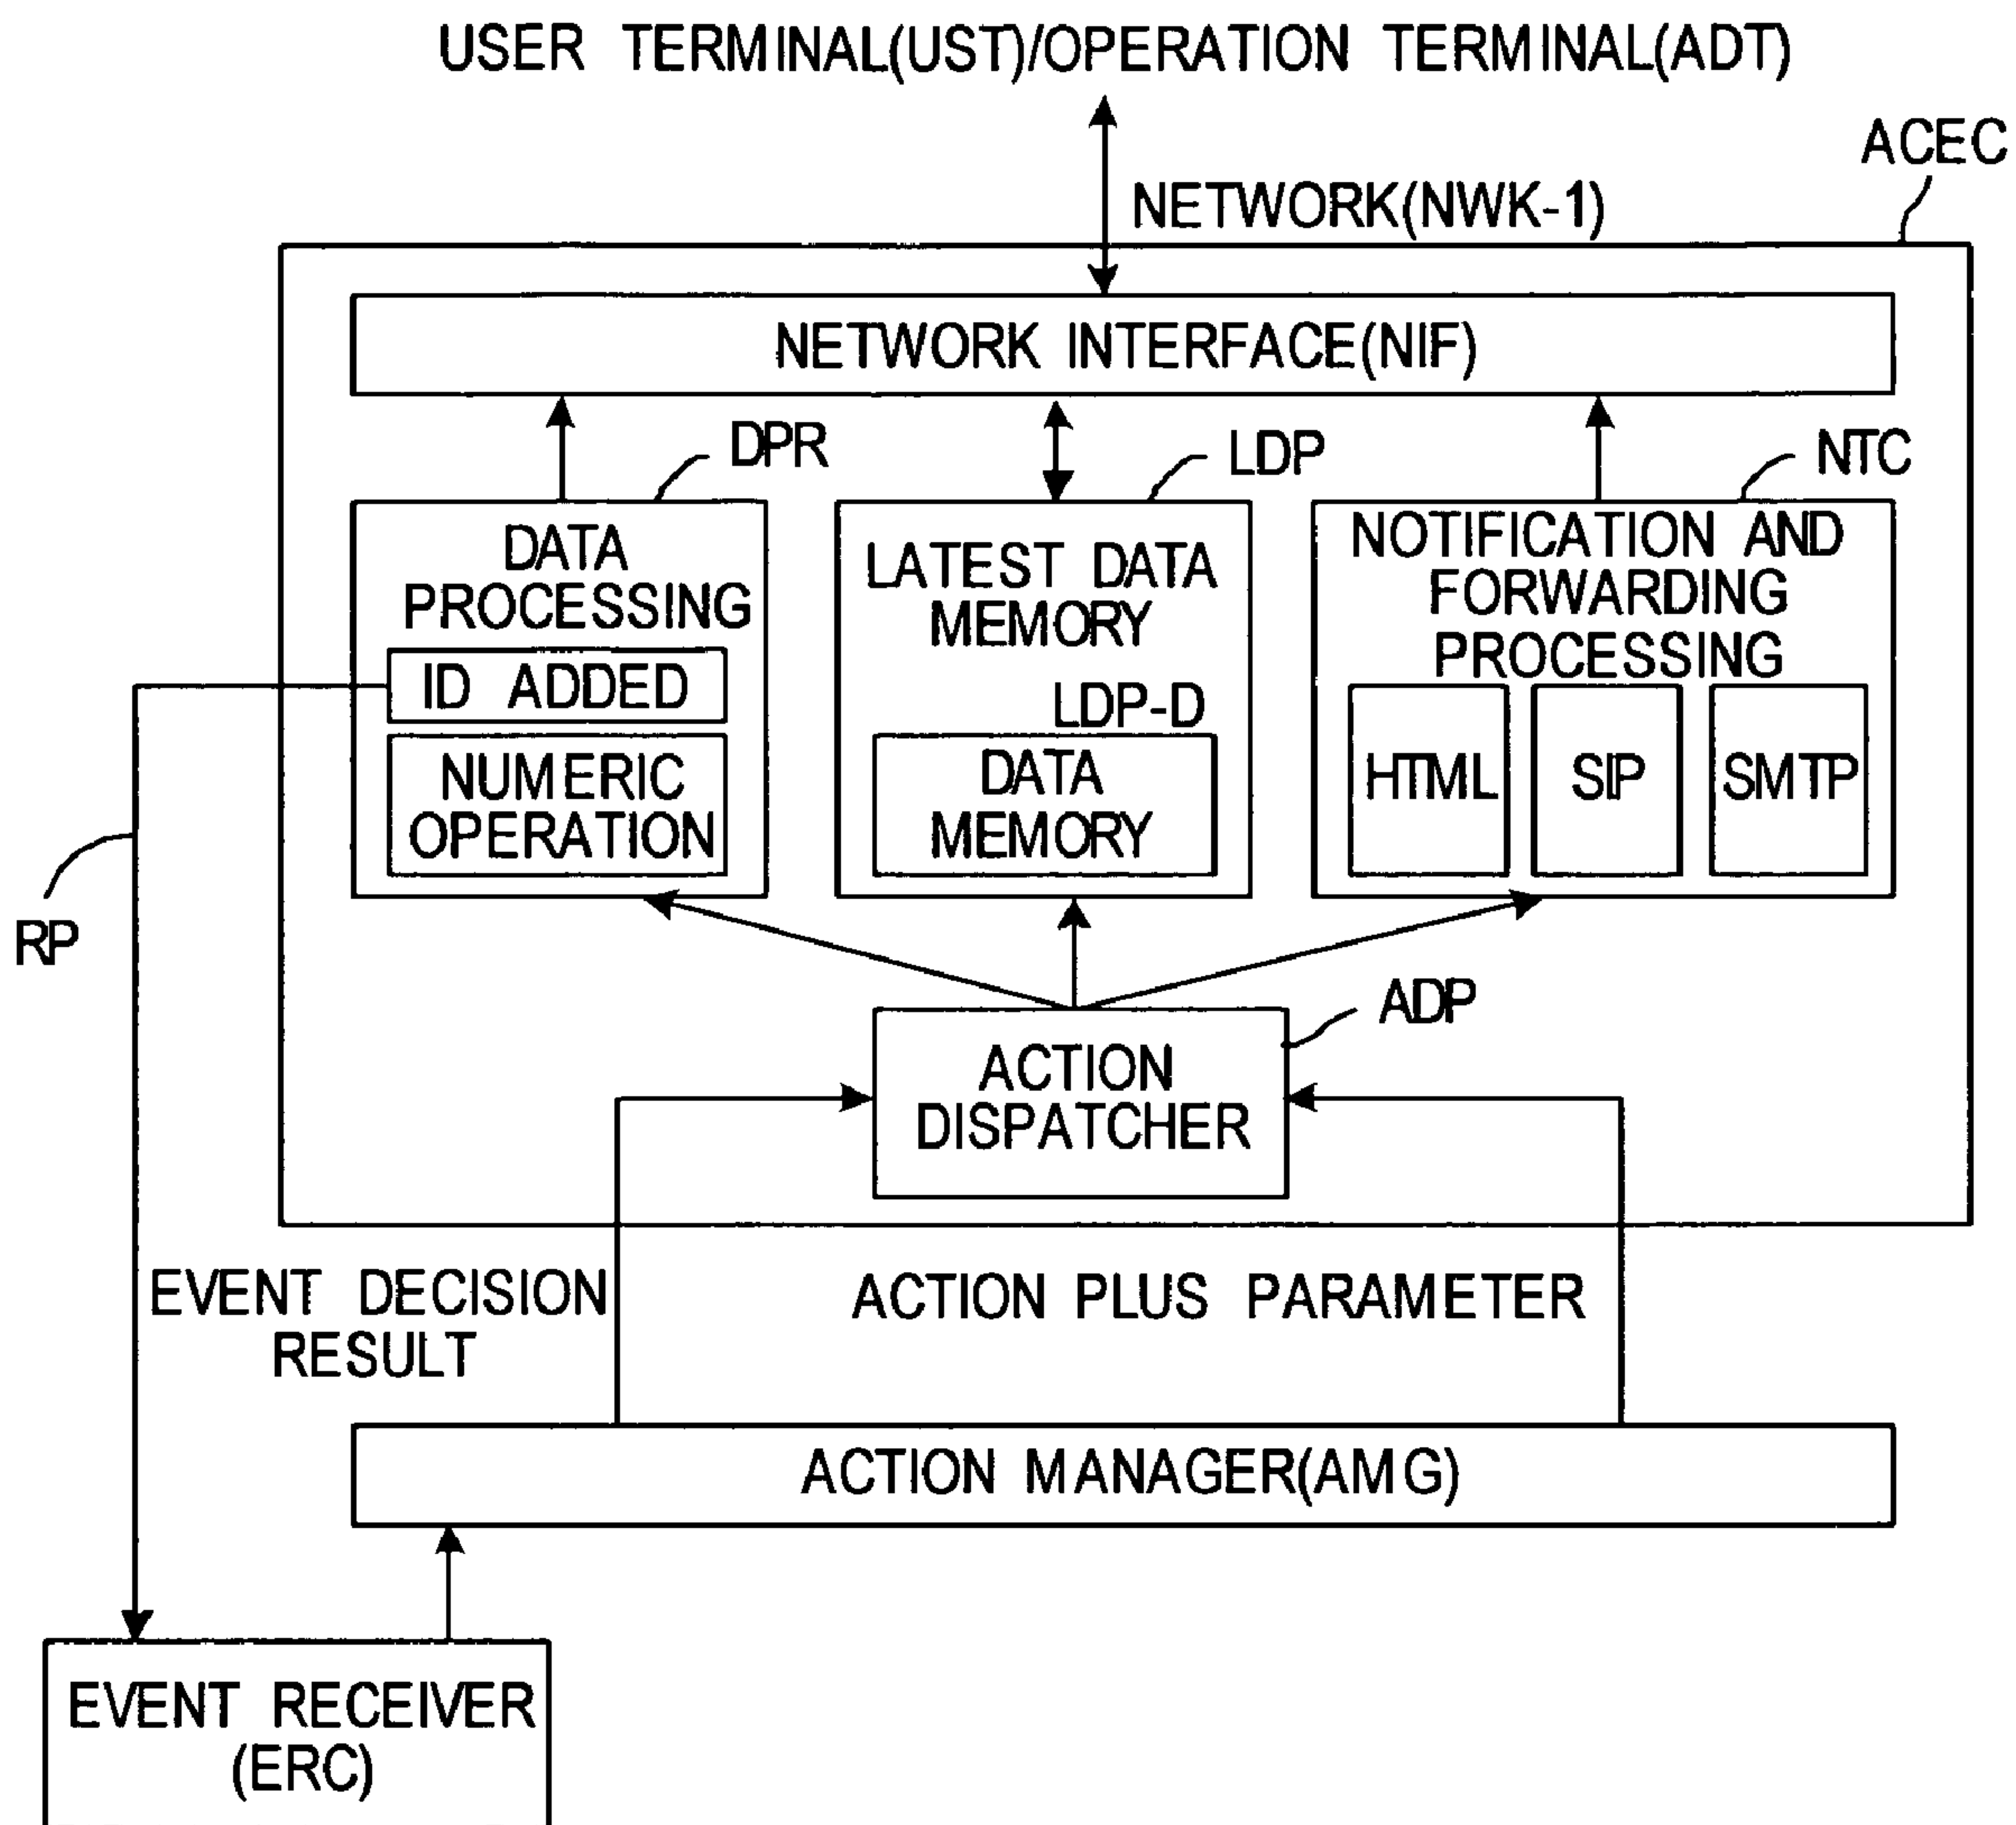 USER TERMINAL(UST)/OPERATION TERMINAL(ADT)
ACEC
NETWORK(NWK-1)
NETWORK INTERFACE(NIF)
DPR
LDP
NTC
DATA
PROCESSING
ID ADDED
NUMERIC
OPERATION
LATEST DATA
MEMORY
LDP-D
DATA
MEMORY
NOTIFICATION AND
FORWARDING
PROCESSING
HTML
SIP
SMTP
RP
ADP
ACTION
DISPATCHER
EVENT DECISION
RESULT
ACTION PLUS PARAMETER
ACTION MANAGER(AMG)
EVENT RECEIVER
(ERC)